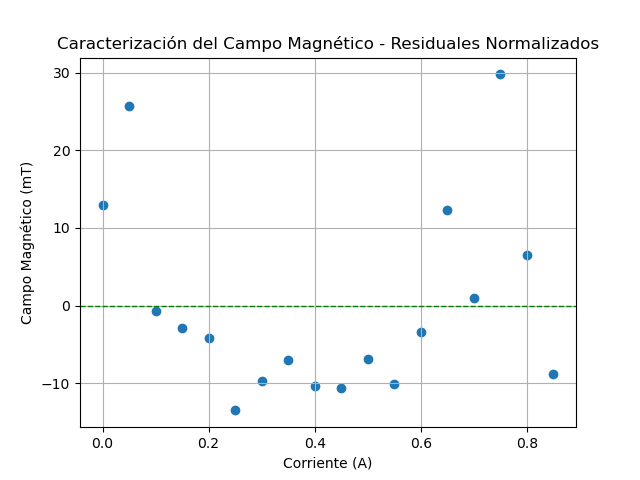 Caracterización del Campo Magnético - Residuales Normalizados
30
20
10
0
−10
Campo Magnético (mT)
0.0 0.2 0.4 0.6 0.8
Corriente (A)